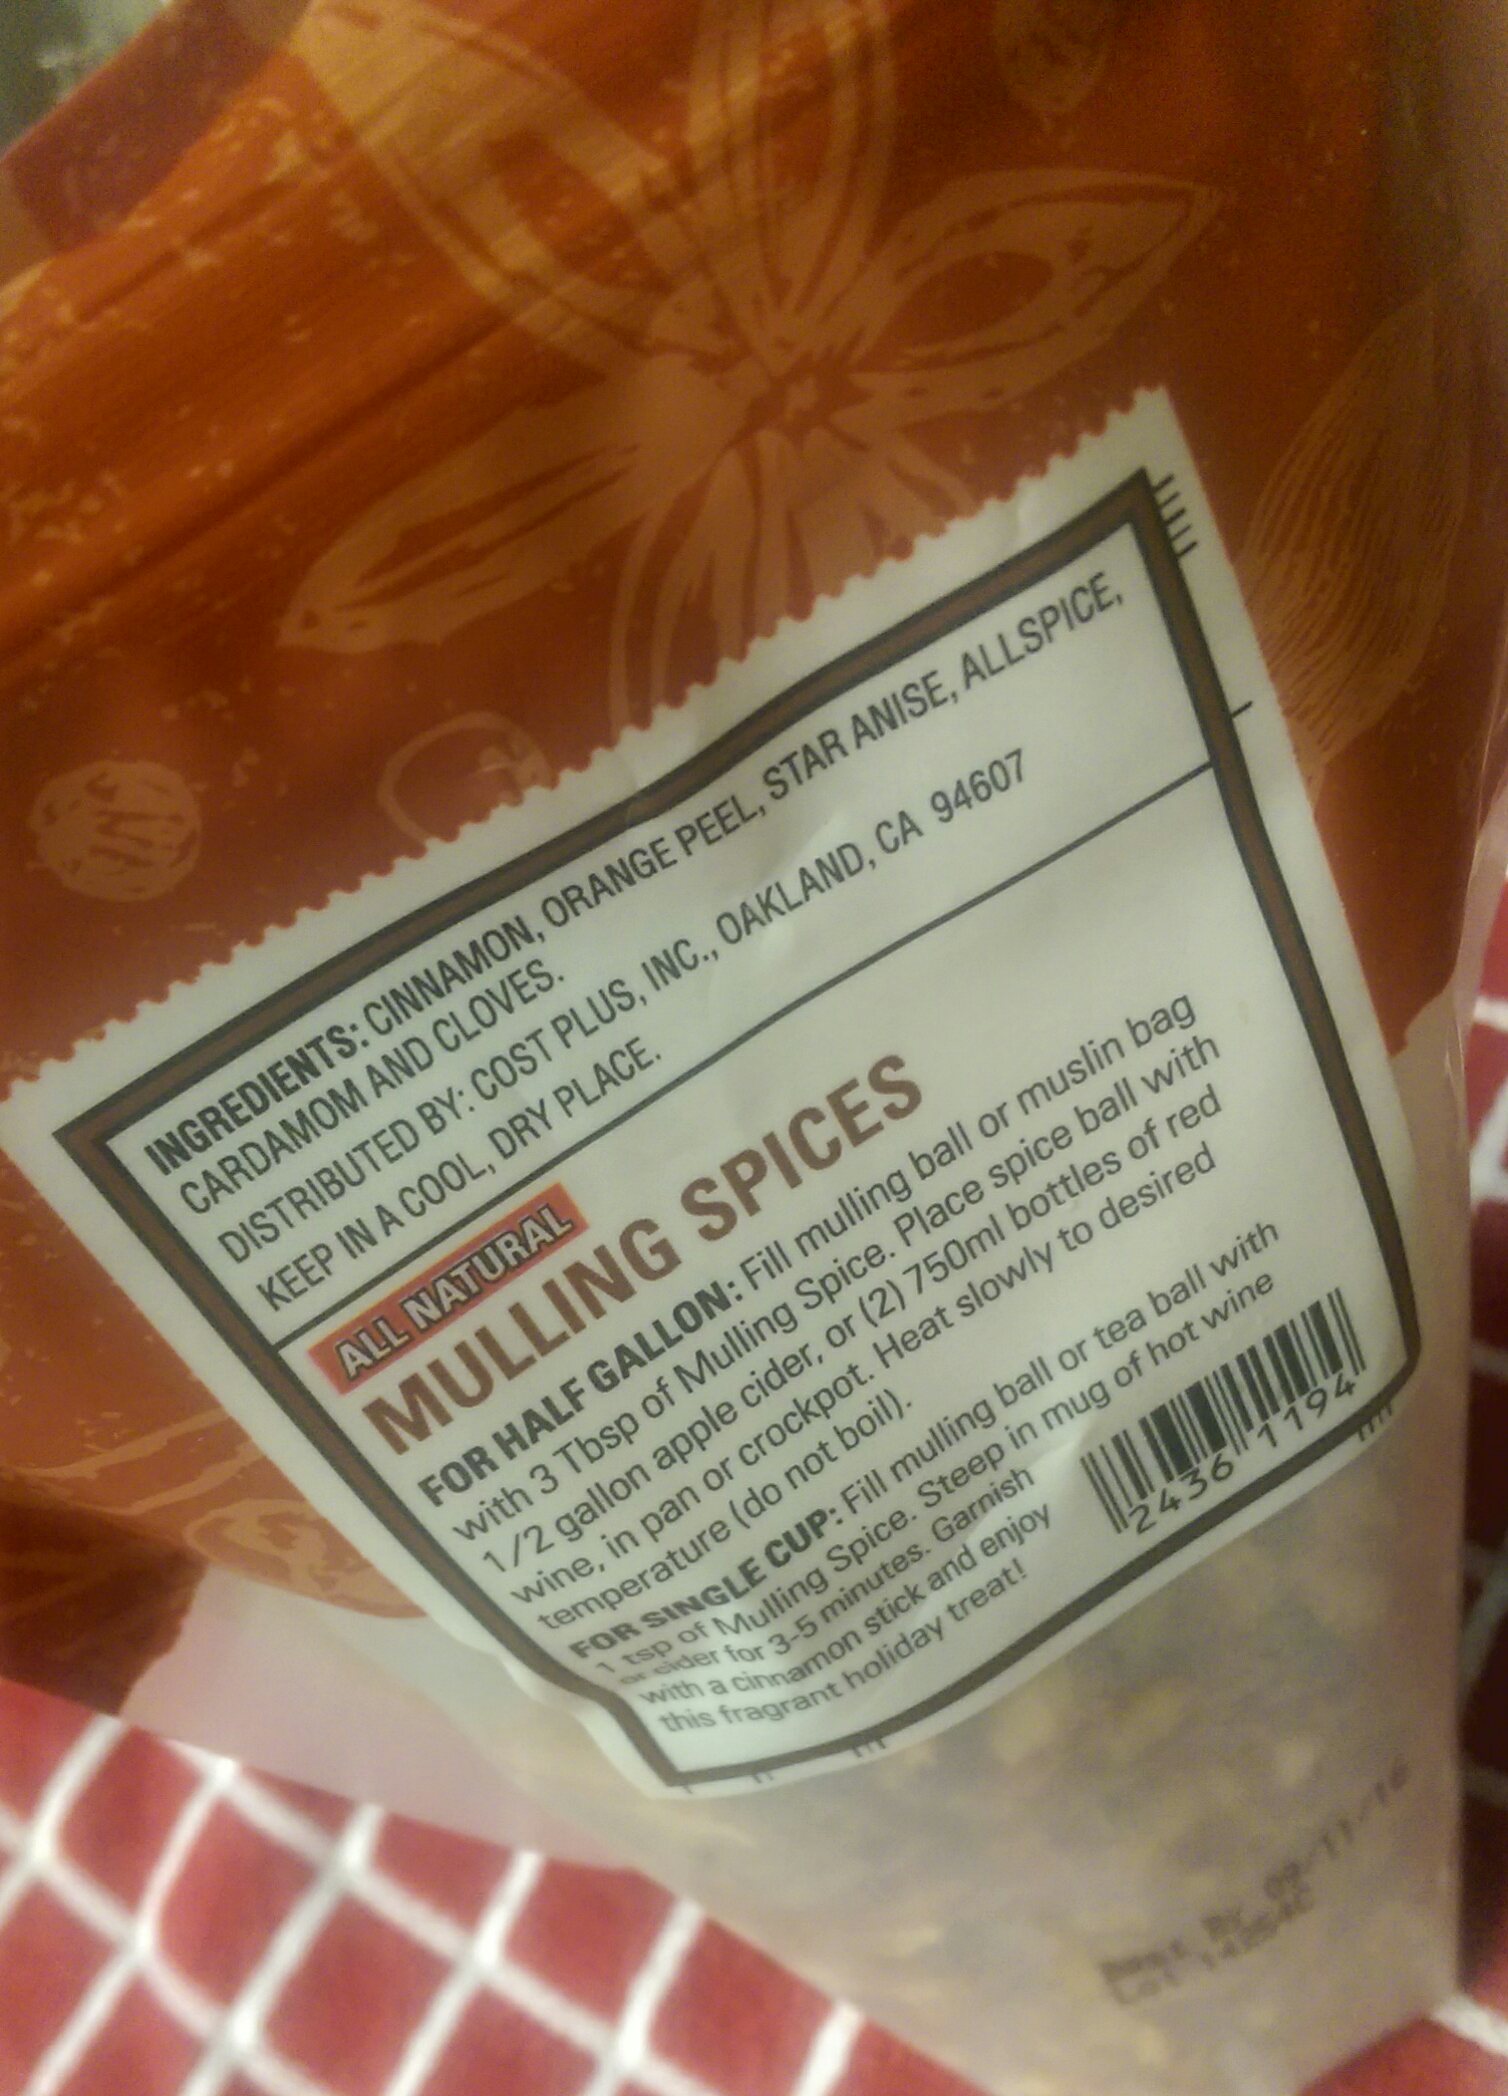 INGREDIENTS: CINNAMON, ORANGE PEEL, STAR ANISE, ALLSPICE,
CARDAMOM AND CLOVES.
DISTRIBUTED BY: COST PLUS, INC., OAKLAND, CA 94607
KEEP IN A COOL, DRY PLACE.
ALL NATURAL
MULLING SPICES
FOR HALF GALLON: Fill mulling ball or muslin bag
with 3 Tbsp of Mulling Spice. Place spice ball with
1/2 gallon apple cider, or (2) 750ml bottles of red
wine, in pan or crockpot. Heat slowly to desired
temperature (do not boil).
FOR SINGLE CUP: Fill mulling ball or tea ball with
1 tsp of Mulling Spice. Steep in mug of hot wine
or cider for 3-5 minutes. Garnish
with a cinnamon stick and enjoy
this fragrant holiday treat!
2436 1194
BY 09/11/16